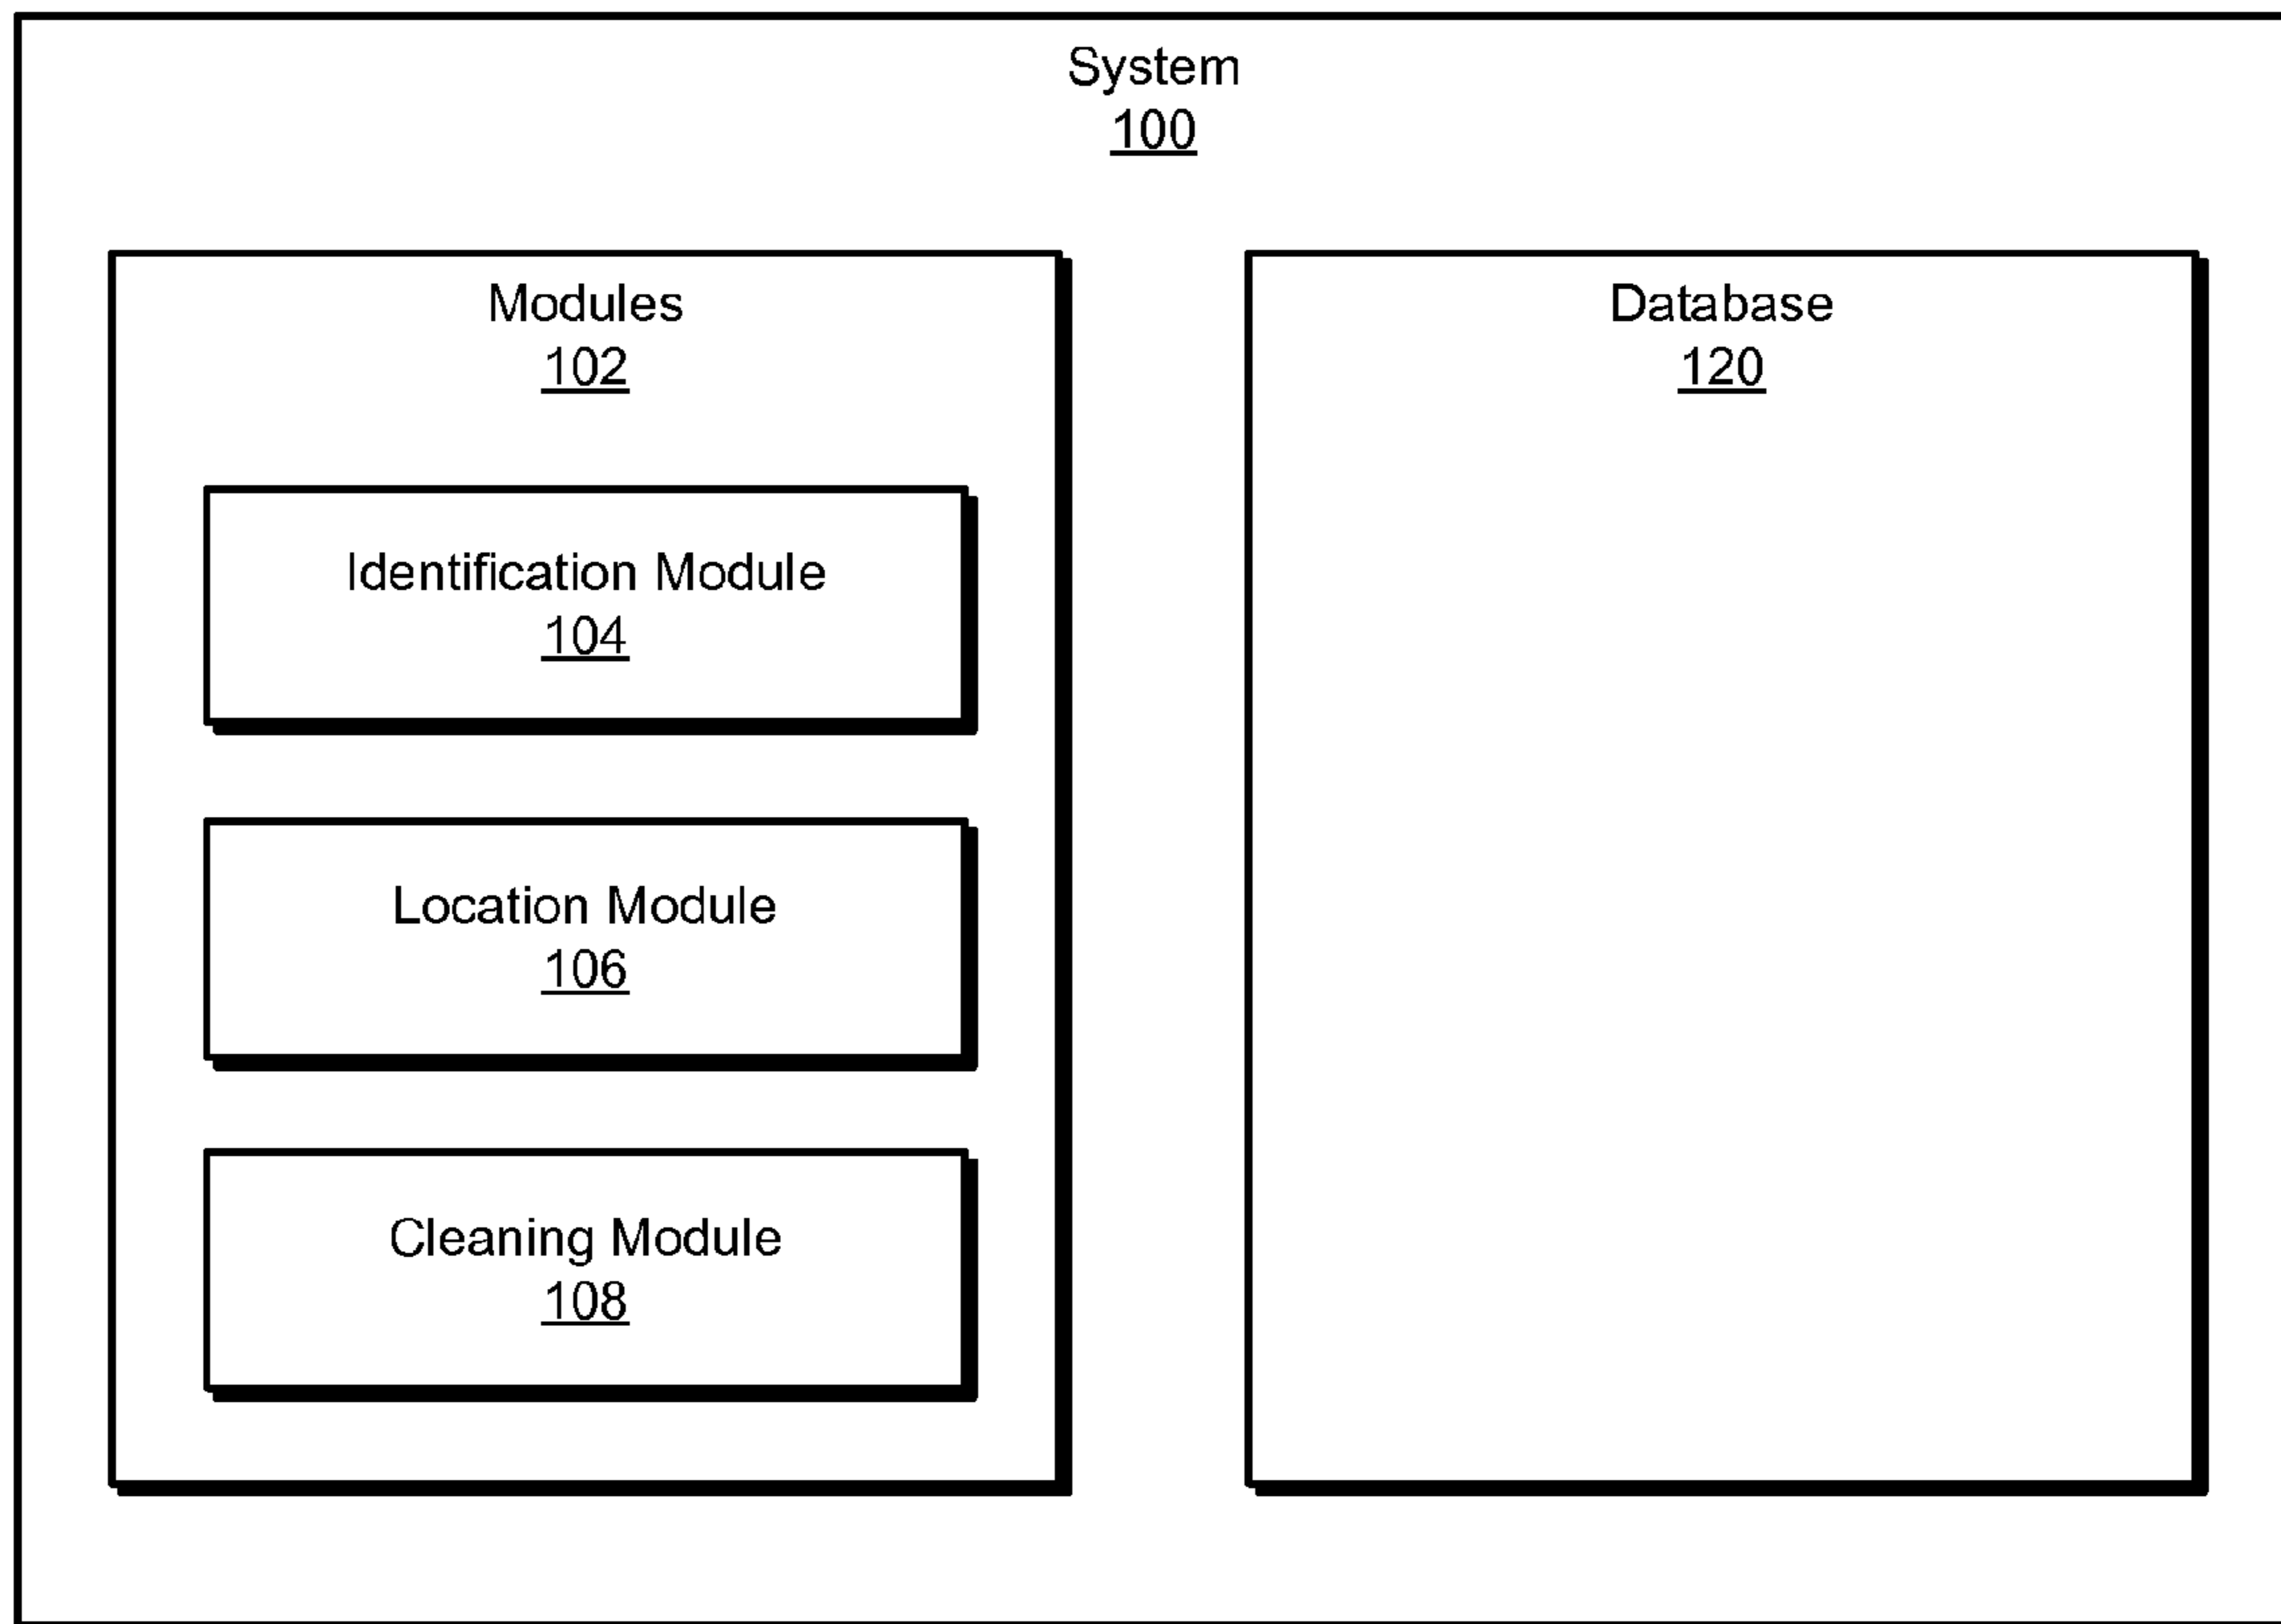 System
100
Modules
102
Identification Module
104
Location Module
106
Cleaning Module
108
Database
120